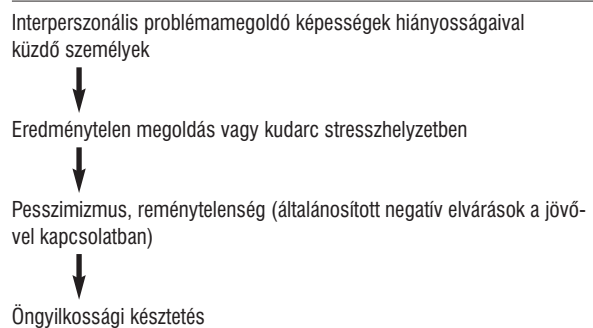 Interperszonális problémamegoldó képességek hiányosságaival
küzdő személyek
Eredménytelen megoldás vagy kudarc stresszhelyzetben
Pesszimizmus, reménytelenség (általánosított negatív elvárások a jövő-
vel kapcsolatban)
Öngyilkossági késztetés